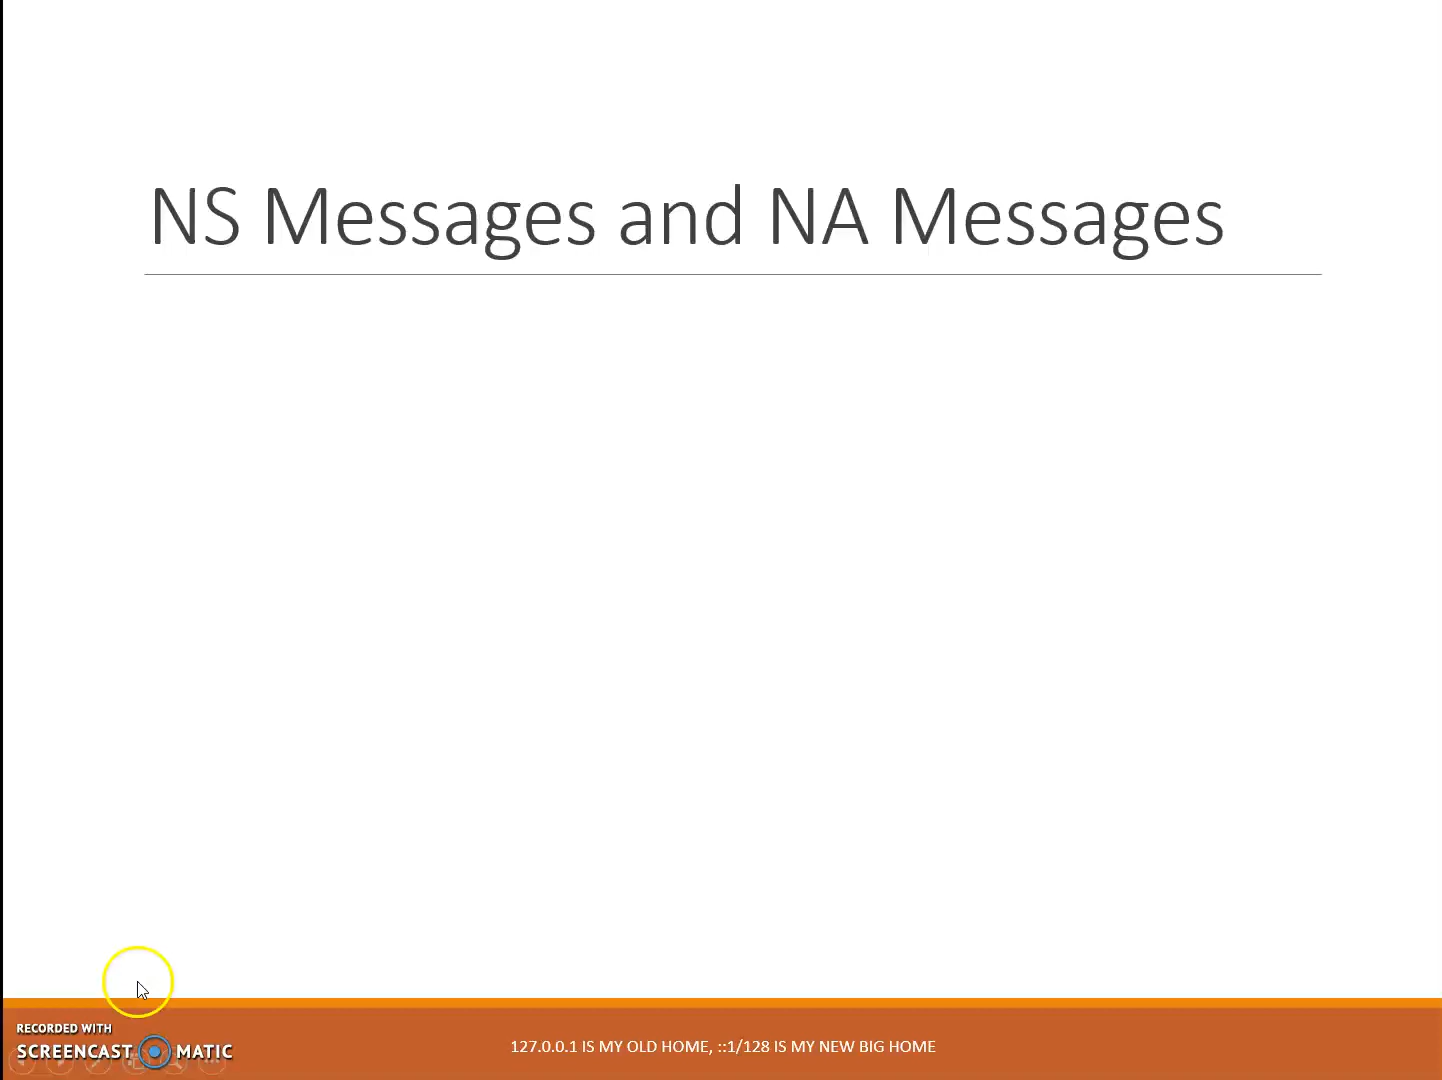 NS Messages and NA Messages
RECORDED WITH
SCREENCAST MATIC
127.0.0.1 IS MY OLD HOME, ::1/128 IS MY NEW BIG HOME